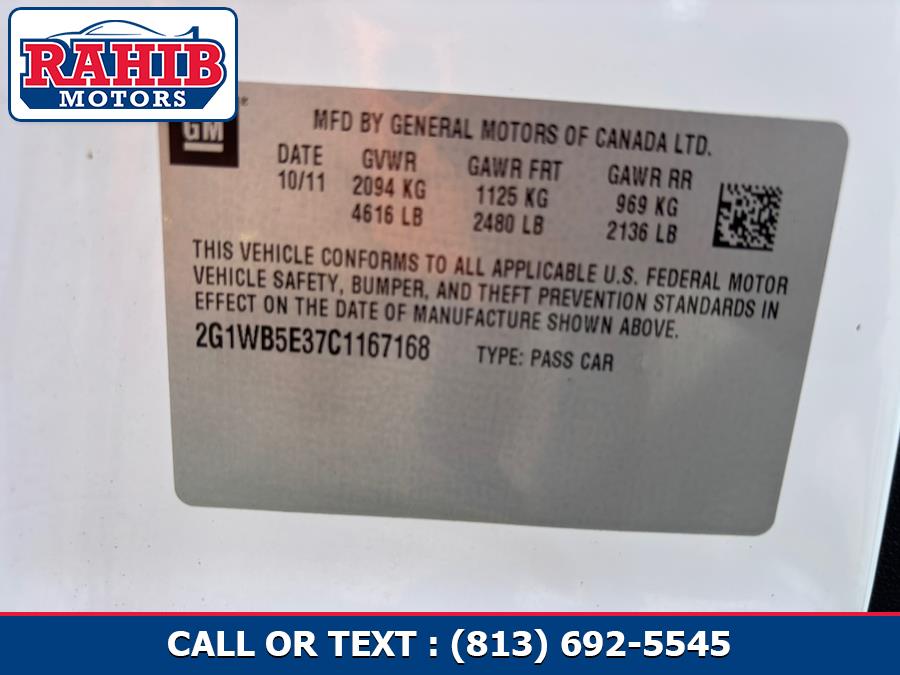 RAHIB
MOTORS
GM
MFD BY GENERAL MOTORS OF CANADA LTD.
DATE GVWR GAWR FRT GAWR RR
10/11 2094 KG 1125 KG 969 KG
4616 LB 2480 LB 2136 LB
THIS VEHICLE CONFORMS TO ALL APPLICABLE U.S. FEDERAL MOTOR
VEHICLE SAFETY, BUMPER, AND THEFT PREVENTION STANDARDS IN
EFFECT ON THE DATE OF MANUFACTURE SHOWN ABOVE.
2G1WB5E37C1167168 TYPE: PASS CAR
CALL OR TEXT : (813) 692-5545